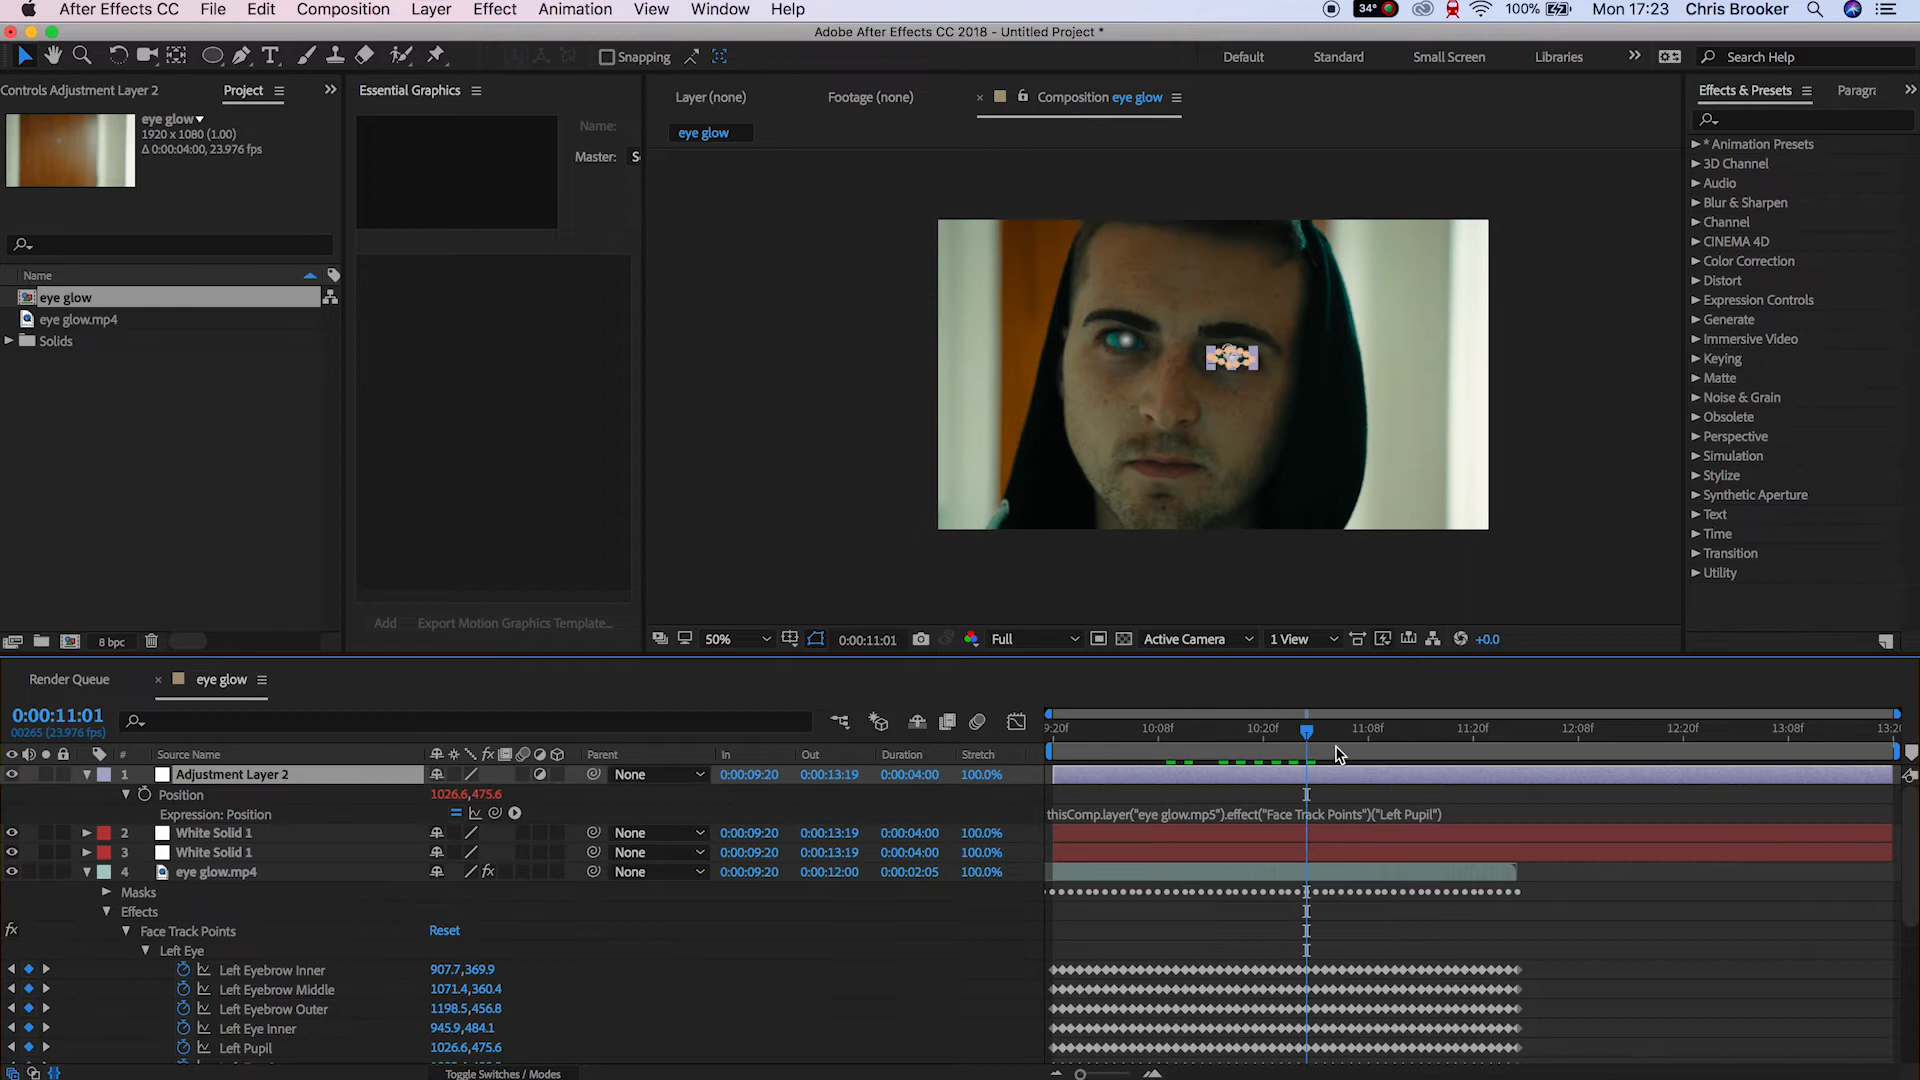 After Effects CC File Edit Composition Layer Effect Animation View Window Help 34° 100% Mon 17:23 Chris Brooker
Adobe After Effects CC 2018 - Untitled Project *
Snapping Default Standard Small Screen Libraries Search Help
Controls Adjustment Layer 2 Project Essential Graphics Layer (none) Footage (none) Composition eye glow Effects & Presets Paragra
eye glow
1920 x 1080 (1.00)
Δ 0:00:04:00, 23.976 fps
Name:
Master: S
eye glow
* Animation Presets
3D Channel
Audio
Blur & Sharpen
Channel
CINEMA 4D
Color Correction
Distort
Expression Controls
Generate
Immersive Video
Keying
Matte
Noise & Grain
Obsolete
Perspective
Simulation
Stylize
Synthetic Aperture
Text
Time
Transition
Utility
Name
eye glow
eye glow.mp4
Solids
Add Export Motion Graphics Template...
8 bpc 50% 0:00:11:01 Full Active Camera 1 View +0.0
Render Queue eye glow
0:00:11:01
00265 (23.976 fps)
9:20f 10:08f 10:20f 11:08f 11:20f 12:08f 12:20f 13:08f 13:20
# Source Name Parent In Out Duration Stretch
1 Adjustment Layer 2 None 0:00:09:20 0:00:13:19 0:00:04:00 100.0%
Position 1026.6,475.6
Expression: Position thisComp.layer("eye glow.mp5").effect("Face Track Points")("Left Pupil")
2 White Solid 1 None 0:00:09:20 0:00:13:19 0:00:04:00 100.0%
3 White Solid 1 None 0:00:09:20 0:00:13:19 0:00:04:00 100.0%
4 eye glow.mp4 None 0:00:09:20 0:00:12:00 0:00:02:05 100.0%
Masks
Effects
fx Face Track Points Reset
Left Eye
Left Eyebrow Inner 907.7,369.9
Left Eyebrow Middle 1071.4,360.4
Left Eyebrow Outer 1198.5,456.8
Left Eye Inner 945.9,484.1
Left Pupil 1026.6,475.6
Toggle Switches / Modes